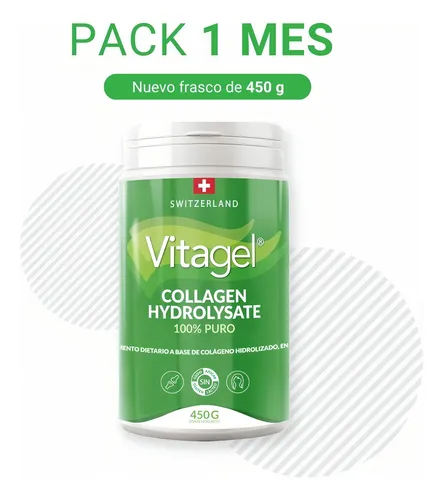 PACK 1 MES
Nuevo frasco de 450 g
SWITZERLAND
Vitagel®
COLLAGEN
HYDROLYSATE
100% PURO
MENTO DIETARIO A BASE DE COLÁGENO HIDROLIZADO, EN
SIN
450G